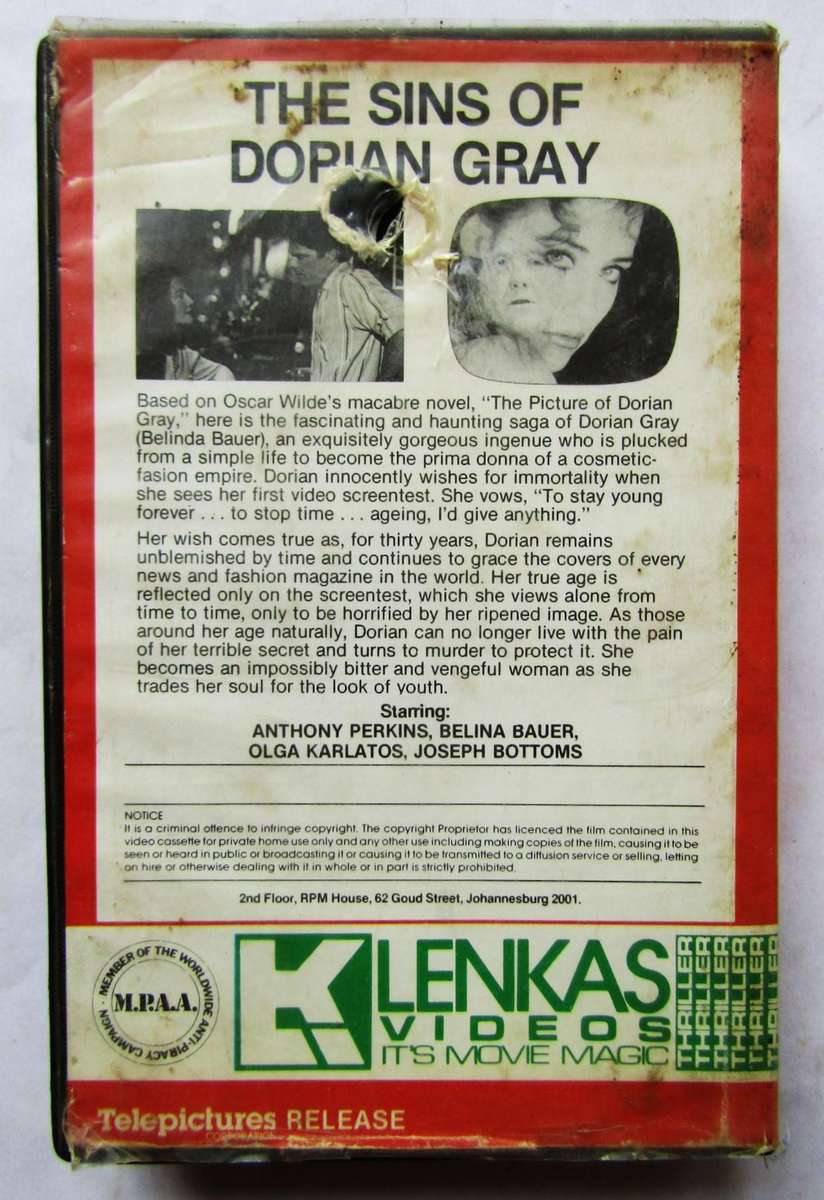 THE SINS OF
DORIAN GRAY
Based on Oscar Wilde's macabre novel, "The Picture of Dorian
Gray," here is the fascinating and haunting saga of Dorian Gray
(Belinda Bauer), an exquisitely gorgeous ingenue who is plucked
from a simple life to become the prima donna of a cosmetic-
fasion empire. Dorian innocently wishes for immortality when
she sees her first video screentest. She vows, "To stay young
forever . . . to stop time . . . ageing, I'd give anything."
Her wish comes true as, for thirty years, Dorian remains
unblemished by time and continues to grace the covers of every
news and fashion magazine in the world. Her true age is
reflected only on the screentest, which she views alone from
time to time, only to be horrified by her ripened image. As those
around her age naturally, Dorian can no longer live with the pain
of her terrible secret and turns to murder to protect it. She
becomes an impossibly bitter and vengeful woman as she
trades her soul for the look of youth.
Starring:
ANTHONY PERKINS, BELINA BAUER,
OLGA KARLATOS, JOSEPH BOTTOMS
NOTICE
It is a criminal offence to infringe copyright. The copyright Proprietor has licenced the film contained in this
video cassette for private home use only and any other use including making copies of the film, causing it to be
seen or heard in public or broadcasting it or causing it to be transmitted to a diffusion service or selling, letting
on hire or otherwise dealing with it in whole or in part is strictly prohibited.
2nd Floor, RPM House, 62 Goud Street, Johannesburg 2001.
MEMBER OF THE WORLDWIDE ANTI-PIRACY CAMPAIGN
M.P.A.A.
LENKAS
VIDEOS
IT'S MOVIE MAGIC
THRILLER
THRILLER
THRILLER
THRILLER
THRILLER
THRILLER
Telepictures RELEASE
CORPORATION